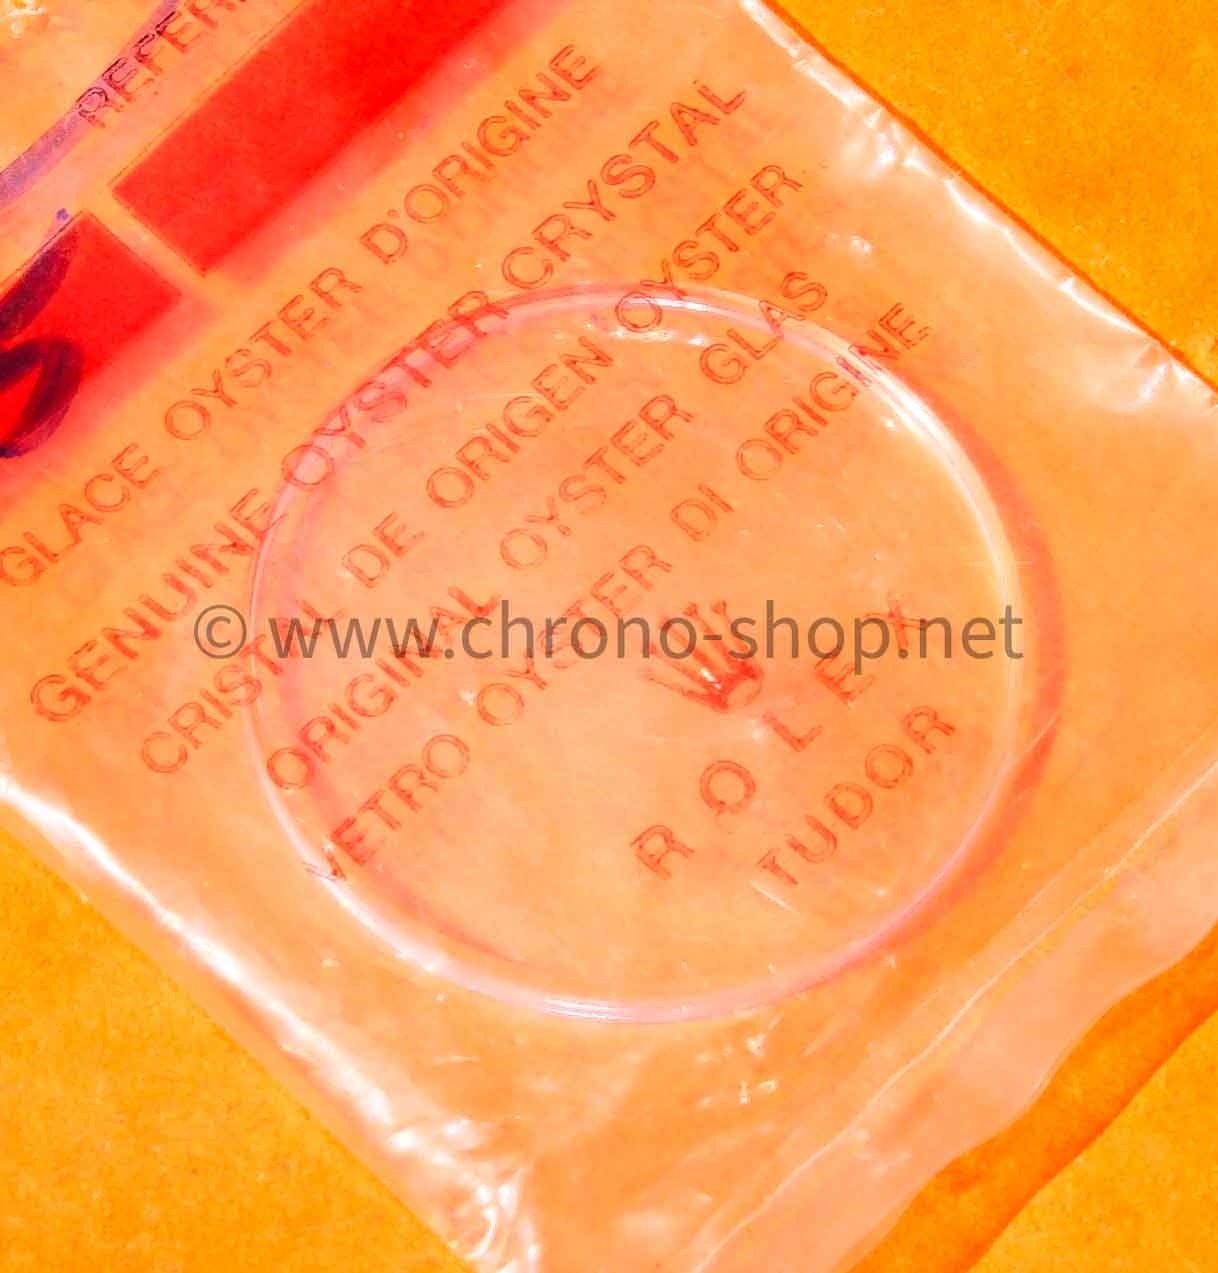 REFER
GLACE OYSTER D'ORIGINE
GENUINE OYSTER CRYSTAL
CRISTAL DE ORIGEN OYSTER
ORIGINAL OYSTER GLAS
VETRO OYSTER DI ORIGINE
ROLEX
TUDOR
©www.chrono-shop.net